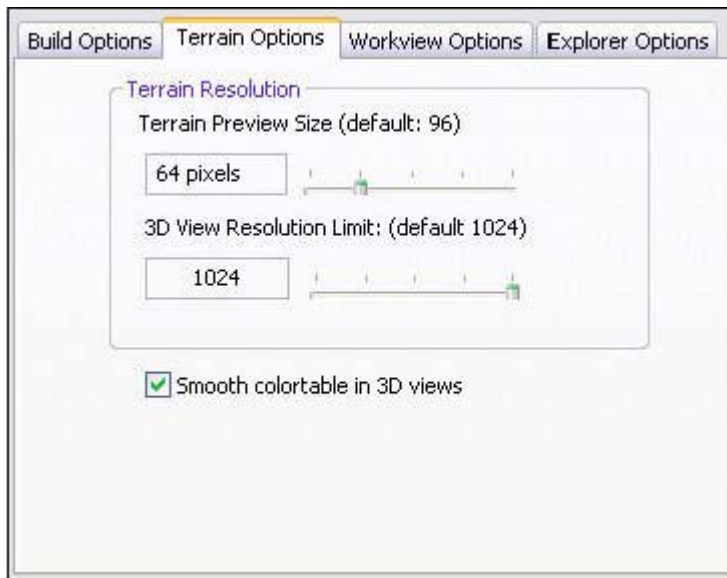 Build Options Terrain Options Workview Options Explorer Options
Terrain Resolution
Terrain Preview Size (default: 96)
64 pixels
3D View Resolution Limit: (default 1024)
1024
Smooth colortable in 3D views